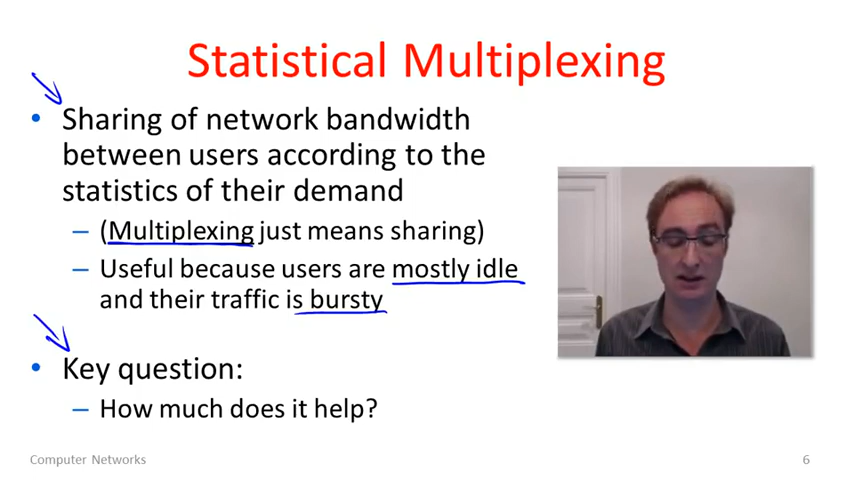 Statistical Multiplexing
• Sharing of network bandwidth
between users according to the
statistics of their demand
– (Multiplexing just means sharing)
– Useful because users are mostly idle
and their traffic is bursty
• Key question:
– How much does it help?
Computer Networks
6